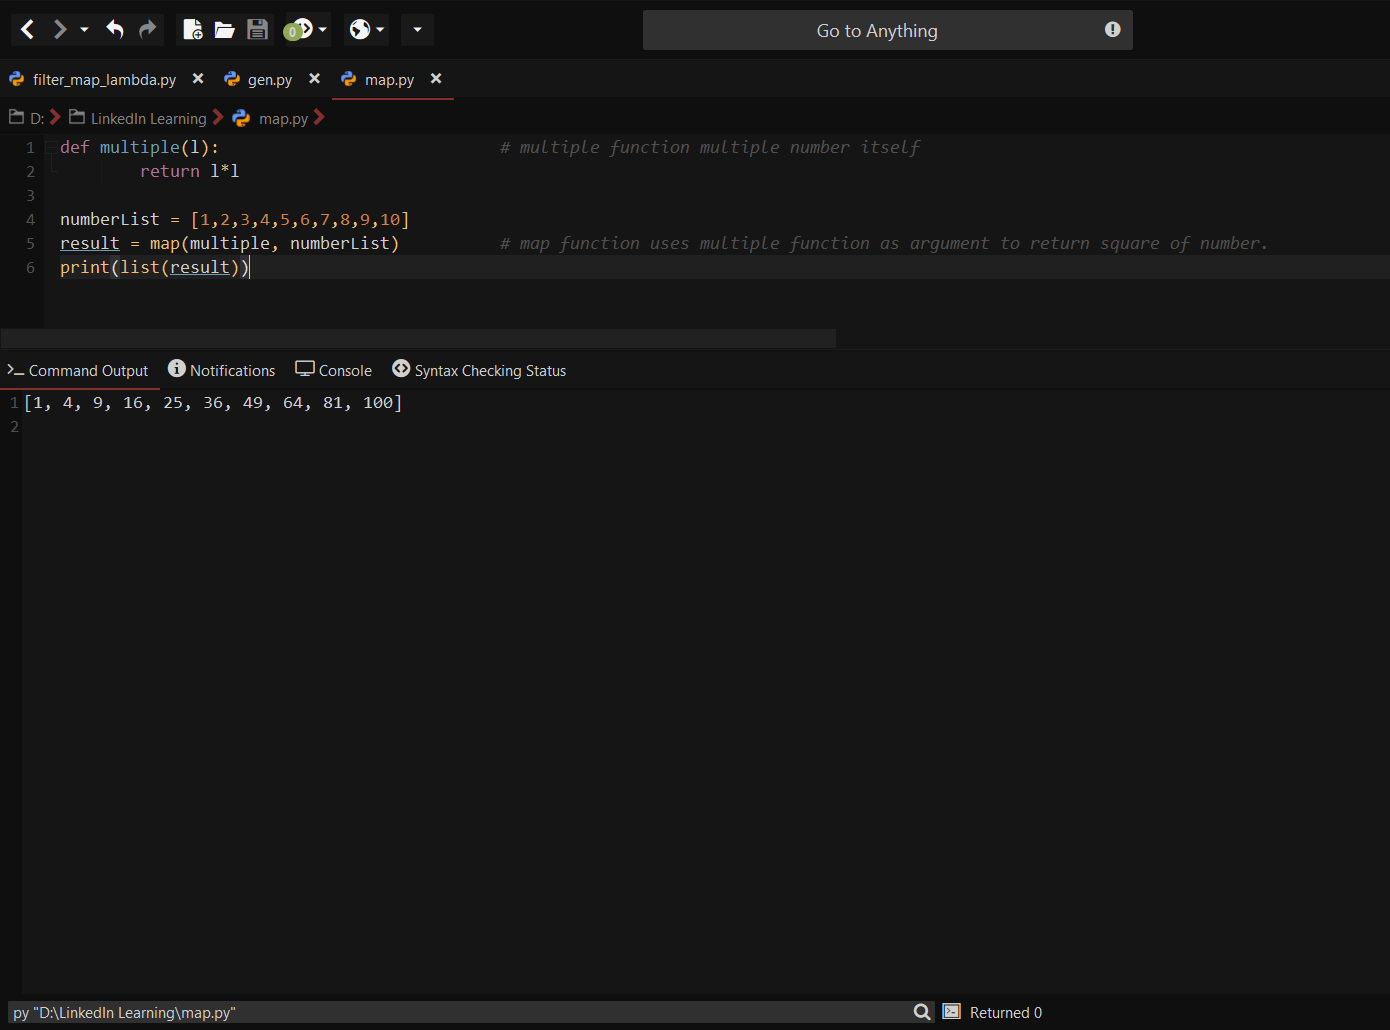 Go to Anything
0
filter_map_lambda.py gen.py map.py
D: LinkedIn Learning map.py
1 def multiple(l): # multiple function multiple number itself
2 return l*l
3
4 numberList = [1,2,3,4,5,6,7,8,9,10]
5 result = map(multiple, numberList) # map function uses multiple function as argument to return square of number.
6 print(list(result))
Command Output Notifications Console Syntax Checking Status
1 [1, 4, 9, 16, 25, 36, 49, 64, 81, 100]
2
py "D:\LinkedIn Learning\map.py" Returned 0